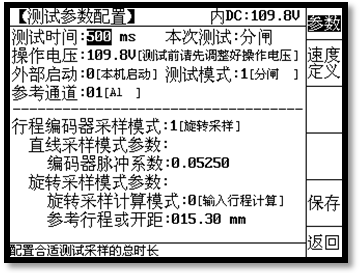 【测试参数配置】 内DC:109.8V
测试时间:500 ms 本次测试:分闸
操作电压:109.8V[测试前请先调整好操作电压]
外部启动:0[本机启动] 测试模式:1[分闸 ]
参考通道:01[A1 ]
行程编码器采样模式:1[旋转采样]
直线采样模式参数:
编码器脉冲系数:0.05250
旋转采样模式参数:
旋转采样计算模式:0[输入行程计算]
参考行程或开距:015.30 mm
配置合适测试采样的总时长
参数
速度
定义
保存
返回